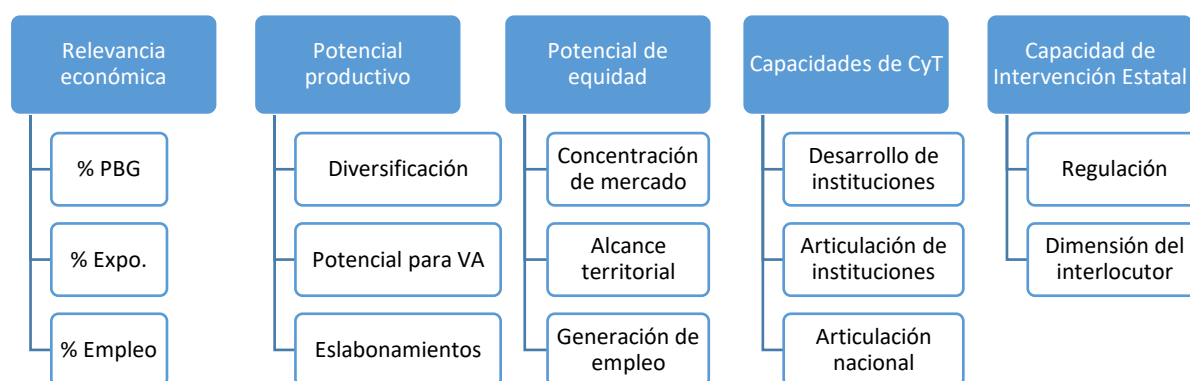 Relevancia
económica
% PBG
% Expo.
% Empleo
Potencial
productivo
Diversificación
Potencial para VA
Eslabonamientos
Potencial de
equidad
Concentración
de mercado
Alcance
territorial
Generación de
empleo
Capacidades de CyT
Desarrollo de
instituciones
Articulación de
instituciones
Articulación
nacional
Capacidad de
Intervención Estatal
Regulación
Dimensión del
interlocutor